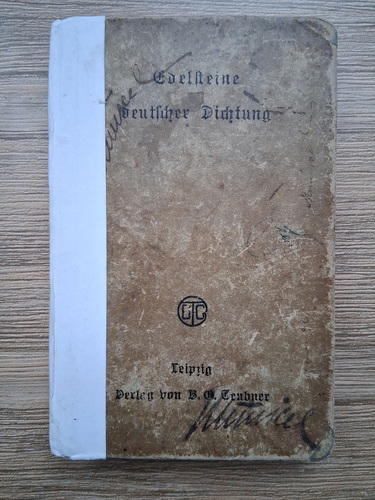 Edelsteine
deutscher Dichtung
Leipzig
Verlag von B. G. Teubner